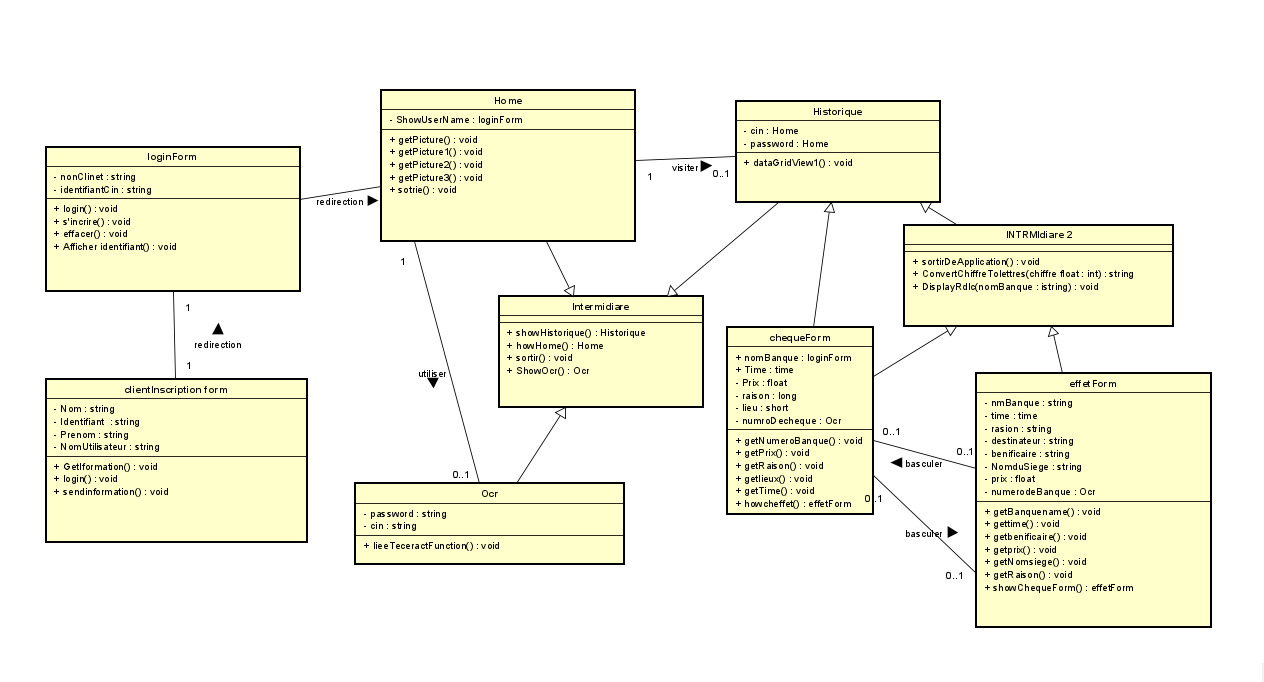 loginForm
- nonClinet : string
- identifiantCin : string
+ login() : void
+ s'incrire() : void
+ effacer() : void
+ Afficher identifiant() : void
redirection
Home
- ShowUserName : loginForm
+ getPicture() : void
+ getPicture1() : void
+ getPicture2() : void
+ getPicture3() : void
+ sotrie() : void
1
visiter
0..1
Historique
- cin : Home
- password : Home
+ dataGridView1() : void
INTRMIdiare 2
+ sortirDeApplication() : void
+ ConvertChiffreTolettres(chiffre float : int) : string
+ DisplayRdlc(nomBanque : istring) : void
1
redirection
1
clientInscription form
- Nom : string
- Identifiant : string
- Prenom : string
- NomUtilisateur : string
+ GetIformation() : void
+ login() : void
+ sendinformation() : void
1
utiliser
0..1
Intermidiare
+ showHistorique() : Historique
+ howHome() : Home
+ sortir() : void
+ ShowOcr() : Ocr
Ocr
- password : string
- cin : string
+ lieeTeceractFunction() : void
chequeForm
+ nomBanque : loginForm
+ Time : time
- Prix : float
- raison : long
- lieu : short
- numroDecheque : Ocr
+ getNumeroBanque() : void
+ getPrix() : void
+ getRaison() : void
+ getlieux() : void
+ getTime() : void
+ howcheffet() : effetForm
0..1
basculer
0..1
0..1
basculer
0..1
effetForm
- nmBanque : string
- time : time
- rasion : string
- destinateur : string
- benificaire : string
- NomduSiege : string
- prix : float
- numerodeBanque : Ocr
+ getBanquename() : void
+ gettime() : void
+ getbenificaire() : void
+ getprix() : void
+ getNomsiege() : void
+ getRaison() : void
+ showChequeForm() : effetForm